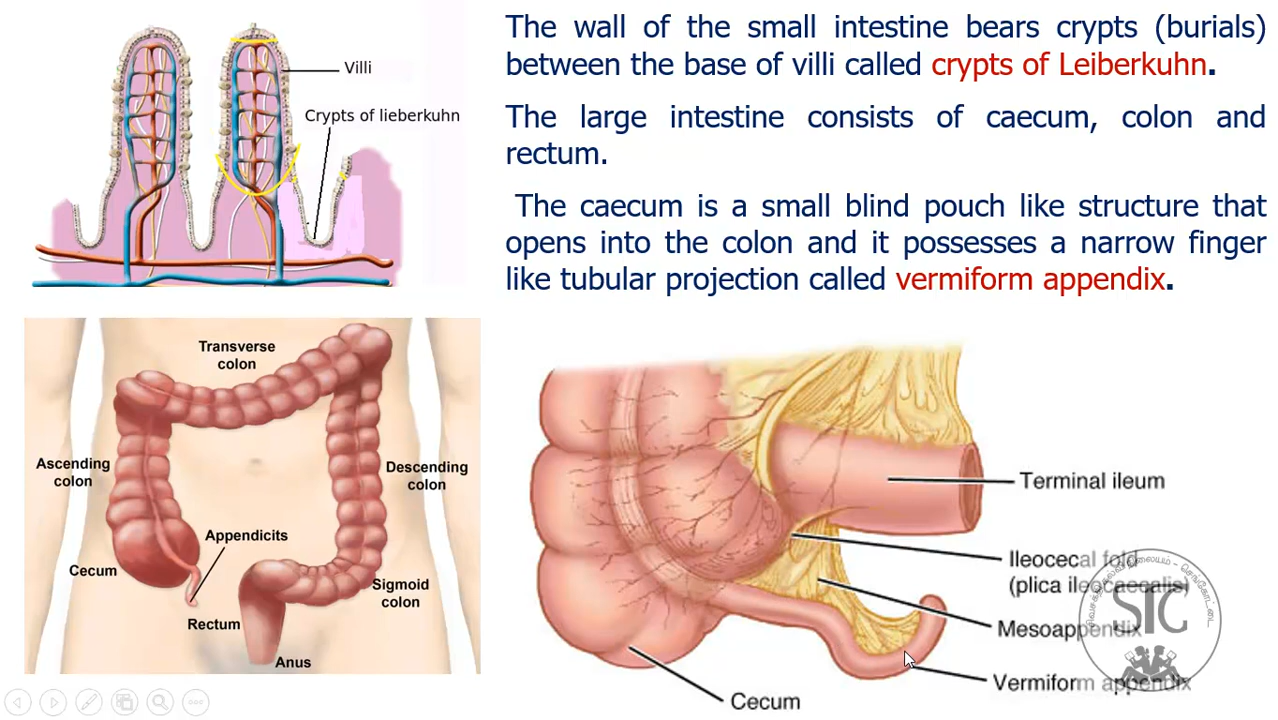 The wall of the small intestine bears crypts (burials)
between the base of villi called crypts of Leiberkuhn.
The large intestine consists of caecum, colon and
rectum.
The caecum is a small blind pouch like structure that
opens into the colon and it possesses a narrow finger
like tubular projection called vermiform appendix.
Villi
Crypts of lieberkuhn
Transverse
colon
Ascending
colon
Descending
colon
Appendicits
Cecum
Sigmoid
colon
Rectum
Anus
Terminal ileum
Ileocecal fold
(plica ileocaecalis)
Mesoappendix
Vermiform appendix
Cecum
STC